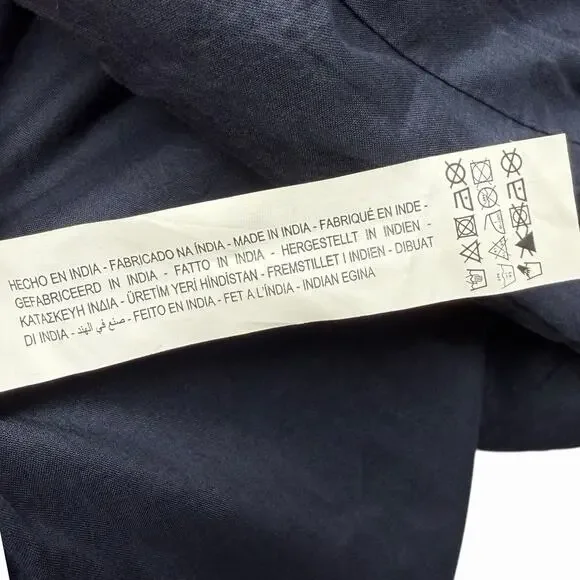 HECHO EN INDIA - FABRICADO NA ÍNDIA - MADE IN INDIA - FABRIQUÉ EN INDE -
GEFABRICEERD IN INDIA - FATTO IN INDIA - HERGESTELLT IN INDIEN -
ΚΑΤΑΣΚΕΥΗ ΙΝΔΙΑ - ÜRETİM YERİ HİNDİSTAN - FREMSTILLET I INDIEN - DIBUAT
DI INDIA - صنع في الهند - FEITO EN INDIA - FET A L'ÍNDIA - INDIAN EGINA